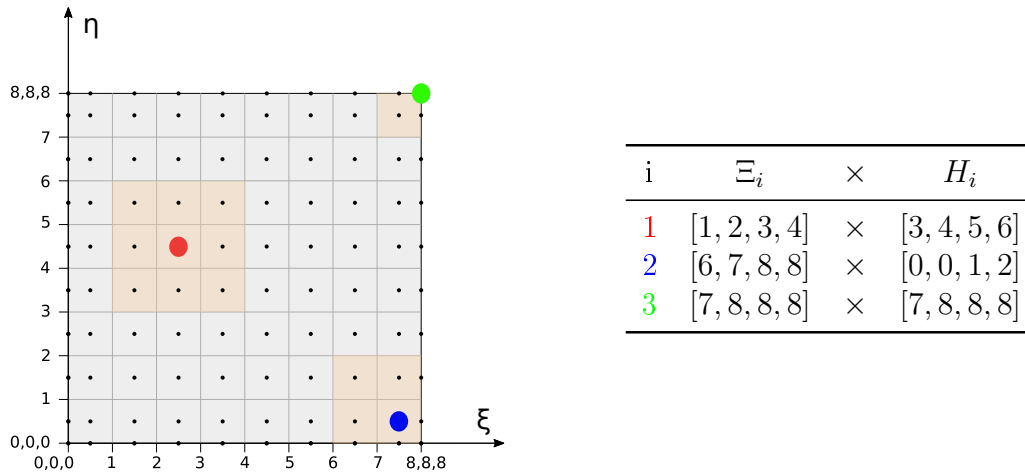 η
8,8,8
7
6
5
4
3
2
1
0,0,0
0,0,0 1 2 3 4 5 6 7 8,8,8
ξ
i Ξi × Hi
1 [1, 2, 3, 4] × [3, 4, 5, 6]
2 [6, 7, 8, 8] × [0, 0, 1, 2]
3 [7, 8, 8, 8] × [7, 8, 8, 8]